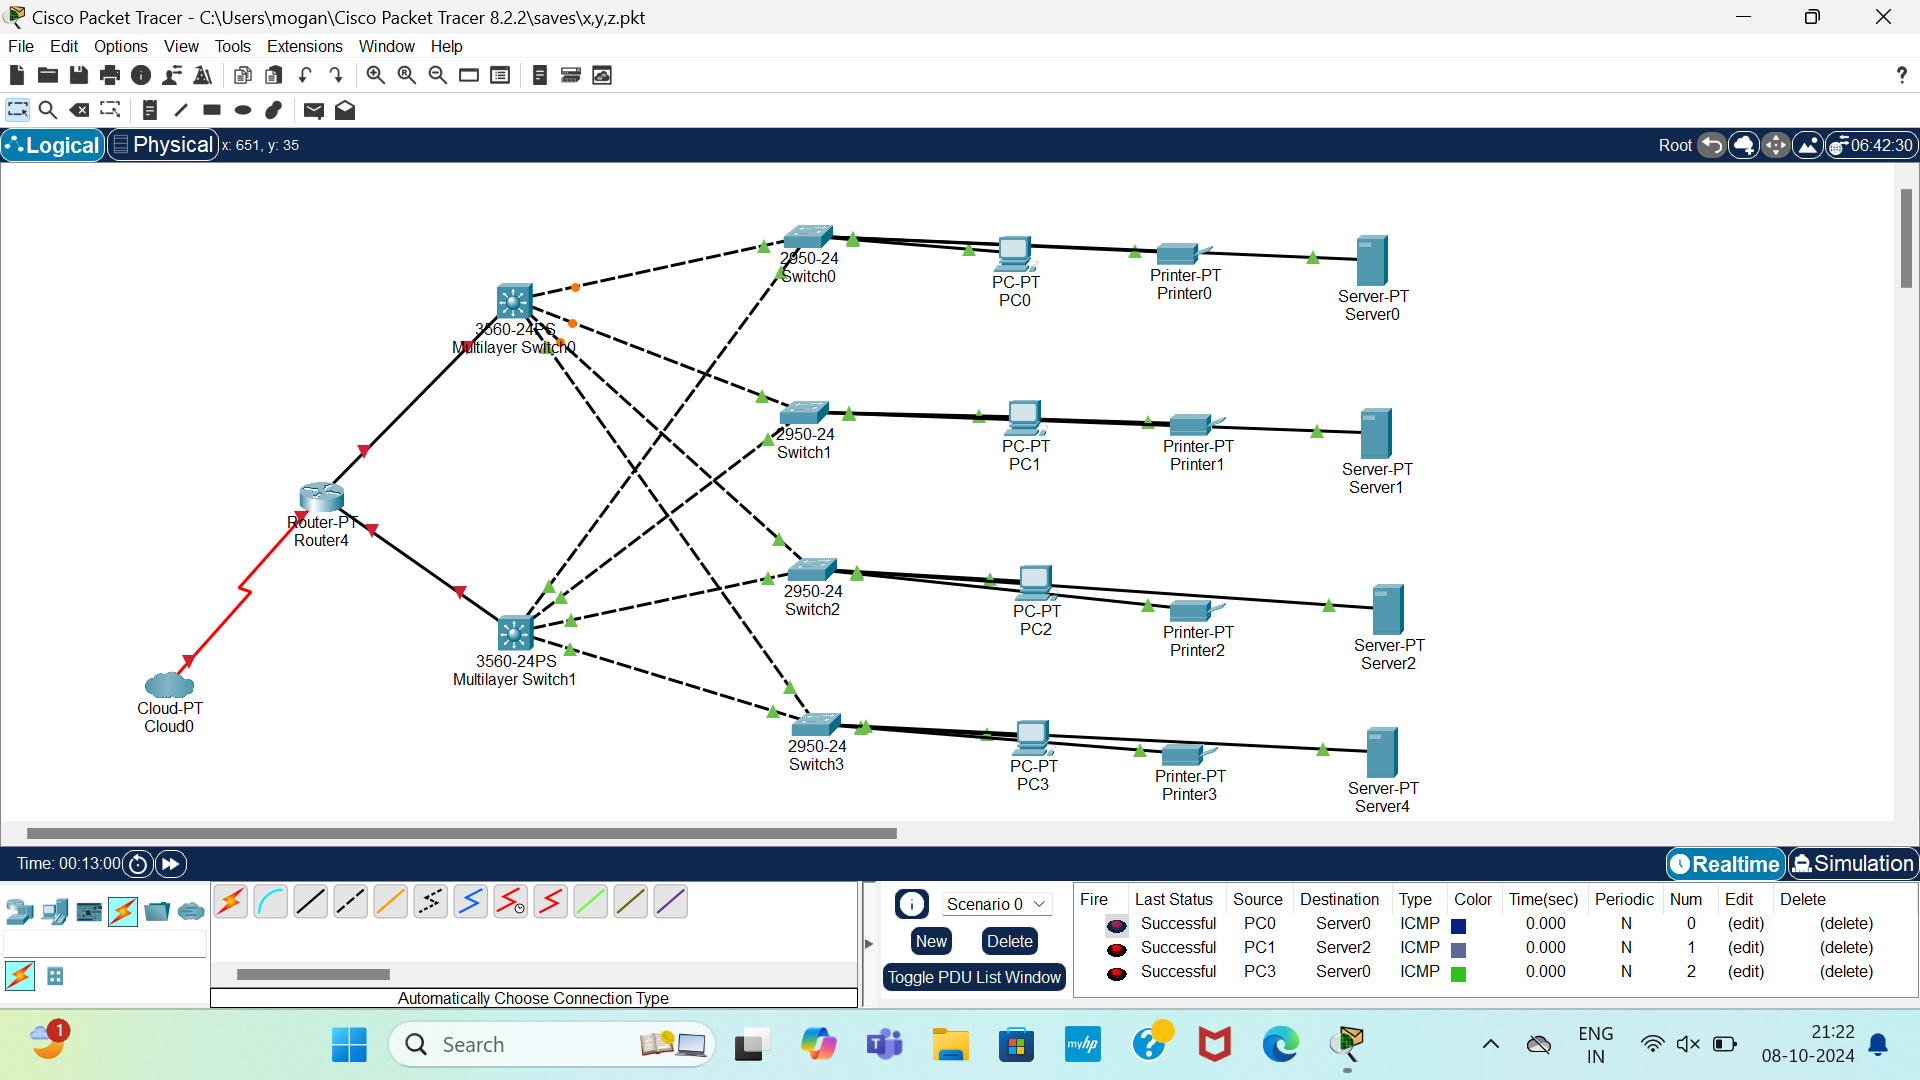 Cisco Packet Tracer - C:\Users\mogan\Cisco Packet Tracer 8.2.2\saves\x,y,z.pkt
File Edit Options View Tools Extensions Window Help
?
Logical Physical x: 651, y: 35 Root 06:42:30
2950-24
Switch0
PC-PT
PC0
Printer-PT
Printer0
Server-PT
Server0
3560-24PS
Multilayer Switch0
2950-24
Switch1
PC-PT
PC1
Printer-PT
Printer1
Server-PT
Server1
Router-PT
Router4
2950-24
Switch2
PC-PT
PC2
Printer-PT
Printer2
Server-PT
Server2
3560-24PS
Multilayer Switch1
Cloud-PT
Cloud0
2950-24
Switch3
PC-PT
PC3
Printer-PT
Printer3
Server-PT
Server4
Time: 00:13:00 Realtime Simulation
Automatically Choose Connection Type
Scenario 0
New Delete
Toggle PDU List Window
Fire Last Status Source Destination Type Color Time(sec) Periodic Num Edit Delete
Successful PC0 Server0 ICMP 0.000 N 0 (edit) (delete)
Successful PC1 Server2 ICMP 0.000 N 1 (edit) (delete)
Successful PC3 Server0 ICMP 0.000 N 2 (edit) (delete)
1
Search
myhp
ENG
IN
21:22
08-10-2024